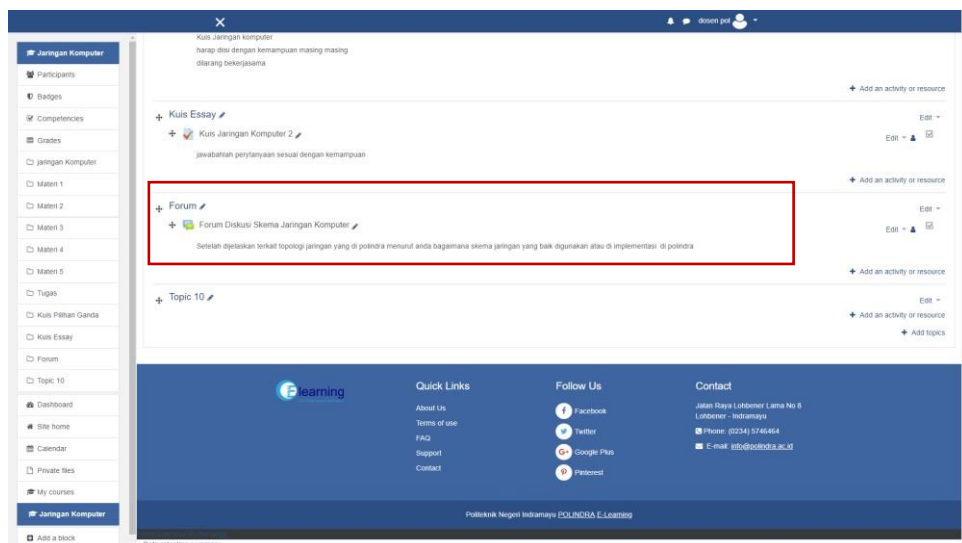 dosen pol
Jaringan Komputer
Participants
Badges
Competencies
Grades
jaringan Komputer
Materi 1
Materi 2
Materi 3
Materi 4
Materi 5
Tugas
Kuis Pilihan Ganda
Kuis Essay
Forum
Topic 10
Dashboard
Site home
Calendar
Private files
My courses
Jaringan Komputer
Add a block
Kuis Jaringan komputer
harap diisi dengan kemampuan masing masing
dilarang bekerjasama
Add an activity or resource
Kuis Essay
Edit
Kuis Jaringan Komputer 2
Edit
jawabahlah perytanyaan sesuai dengan kemampuan
Add an activity or resource
Forum
Edit
Forum Diskusi Skema Jaringan Komputer
Edit
Setelah dijelaskan terkait topologi jaringan yang di polindra menurut anda bagaimana skema jaringan yang baik digunakan atau di implementasi di polindra
Add an activity or resource
Topic 10
Edit
Add an activity or resource
Add topics
Elearning
Quick Links
About Us
Terms of use
FAQ
Support
Contact
Follow Us
Facebook
Twitter
Google Plus
Pinterest
Contact
Jalan Raya Lohbener Lama No 8
Lohbener - Indramayu
Phone: (0234) 5746464
E-mail: info@polindra.ac.id
Politeknik Negeri Indramayu POLINDRA E-Learning